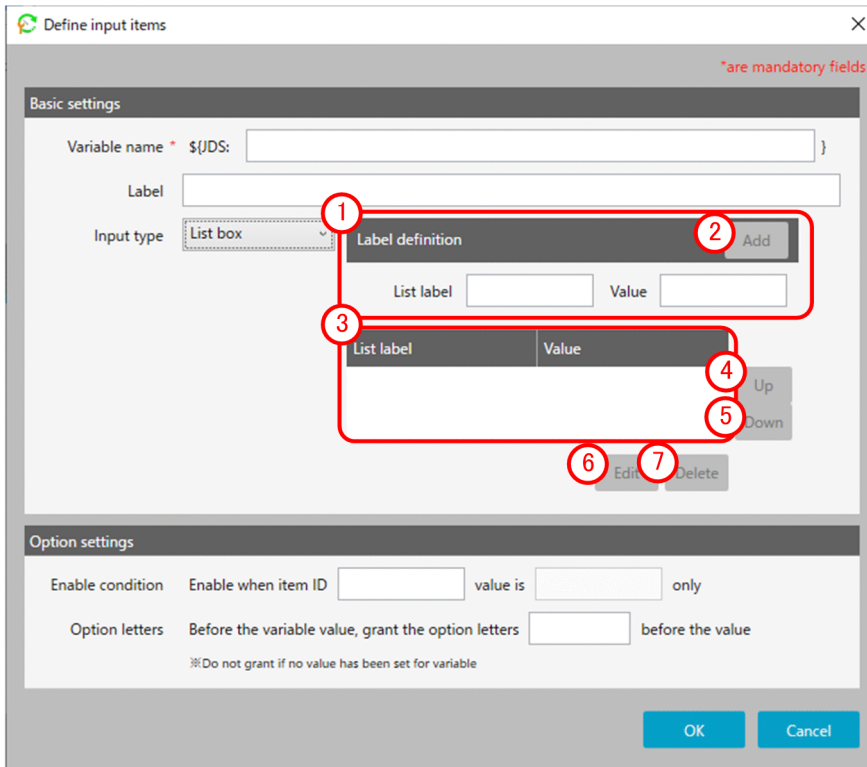 Define input items
*are mandatory fields
Basic settings
Variable name * ${JDS: }
Label
Input type List box
1
Label definition
2
Add
List label Value
3
List label Value
4
Up
5
Down
6
Edit
7
Delete
Option settings
Enable condition Enable when item ID value is only
Option letters Before the variable value, grant the option letters before the value
※Do not grant if no value has been set for variable
OK Cancel